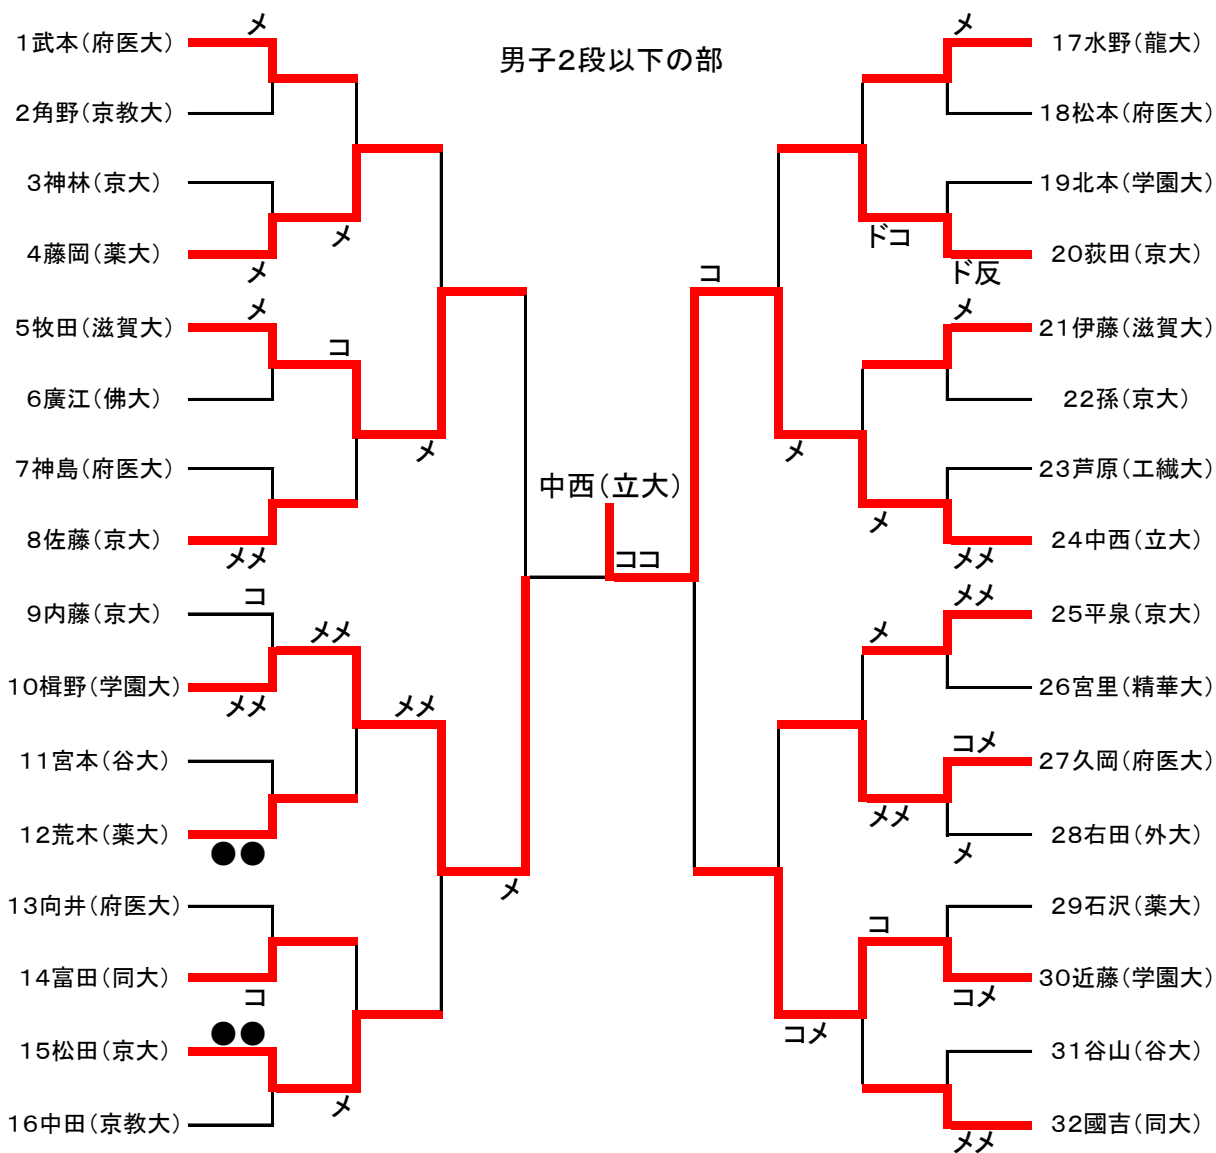 男子2段以下の部
1武本(府医大)
メ
2角野(京教大)
3神林(京大)
メ
4藤岡(薬大)
メ
5牧田(滋賀大)
メ
コ
6廣江(佛大)
メ
7神島(府医大)
8佐藤(京大)
メメ
9内藤(京大)
コ
メメ
10楫野(学園大)
メメ
メメ
11宮本(谷大)
12荒木(薬大)
●●
メ
13向井(府医大)
14富田(同大)
コ
15松田(京大)
●●
メ
16中田(京教大)
中西(立大)
ココ
メ
17水野(龍大)
18松本(府医大)
19北本(学園大)
ドコ
20荻田(京大)
ド反
コ
メ
21伊藤(滋賀大)
22孫(京大)
メ
23芦原(工繊大)
メ
24中西(立大)
メメ
メメ
25平泉(京大)
メ
26宮里(精華大)
コメ
27久岡(府医大)
メメ
28右田(外大)
メ
29石沢(薬大)
コ
30近藤(学園大)
コメ
コメ
31谷山(谷大)
32國吉(同大)
メメ